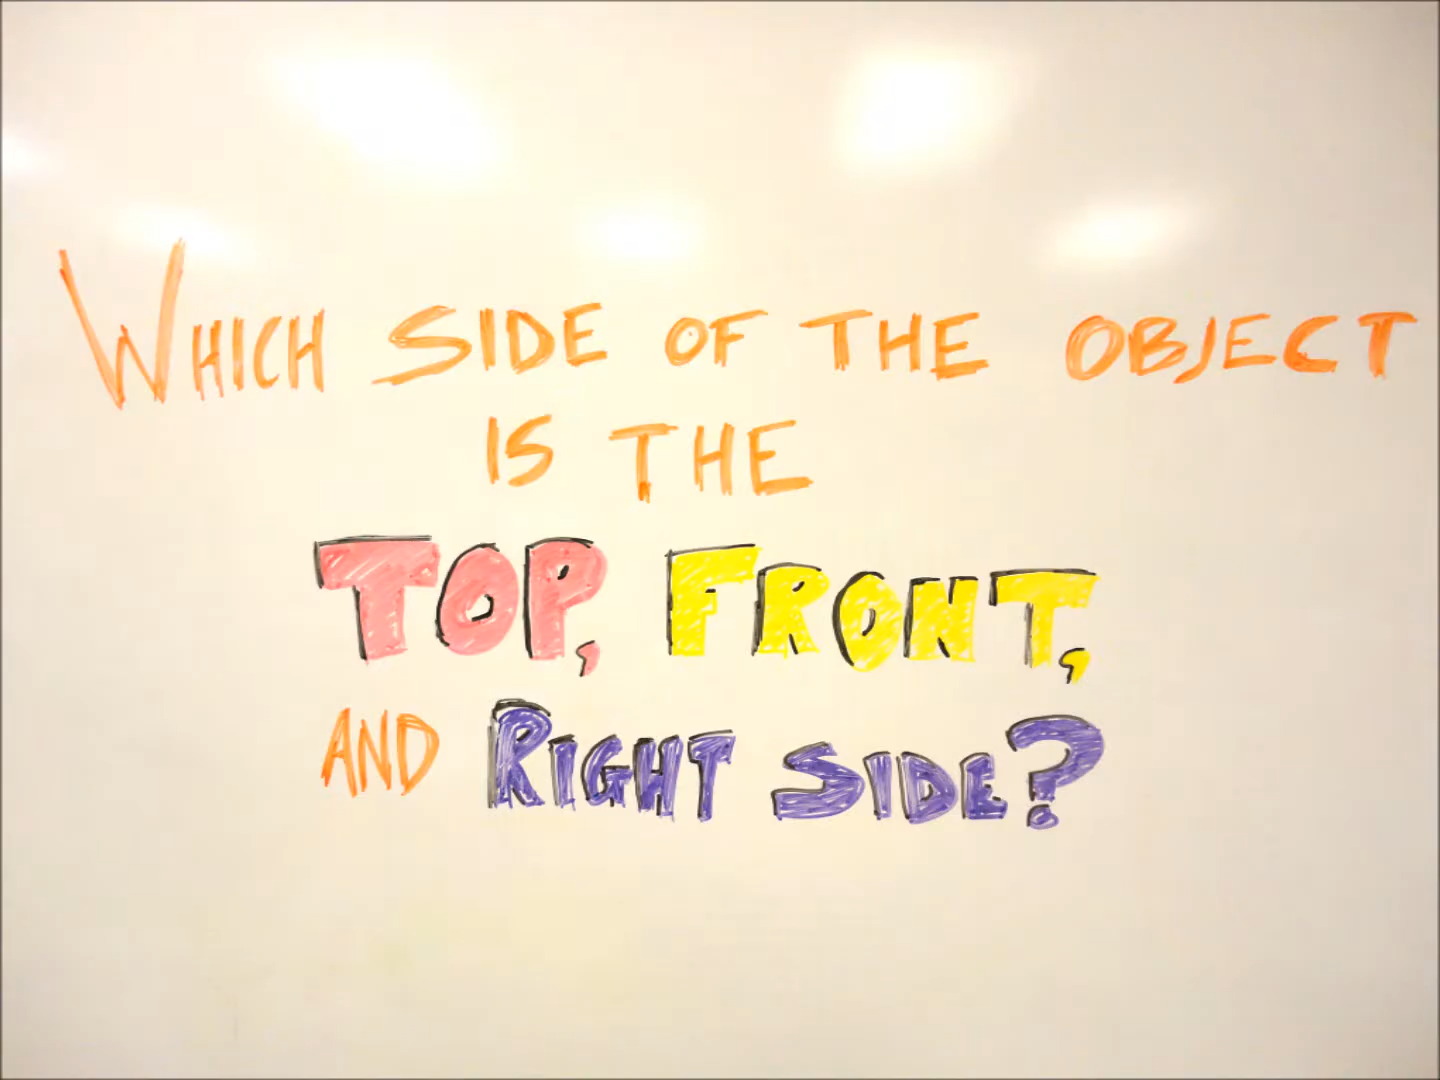 WHICH SIDE OF THE OBJECT
IS THE
TOP, FRONT,
AND RIGHT SIDE?